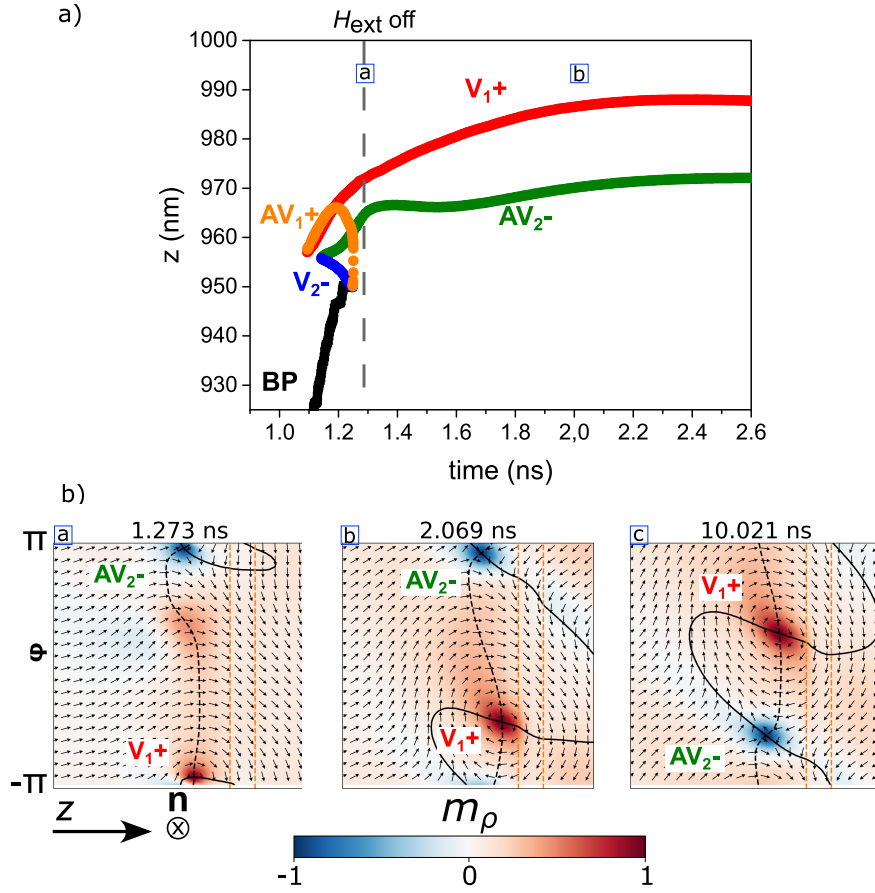 a)
H_ext off
1000
990
980
970
960
950
940
930
z (nm)
a
b
V₁+
AV₁+
AV₂-
V₂-
BP
1.0 1.2 1.4 1.6 1.8 2,0 2.2 2.4 2.6
time (ns)
b)
a 1.273 ns
b 2.069 ns
c 10.021 ns
π
φ
-π
AV₂-
V₁+
AV₂-
V₁+
V₁+
AV₂-
z
n
m_ρ
-1 0 1